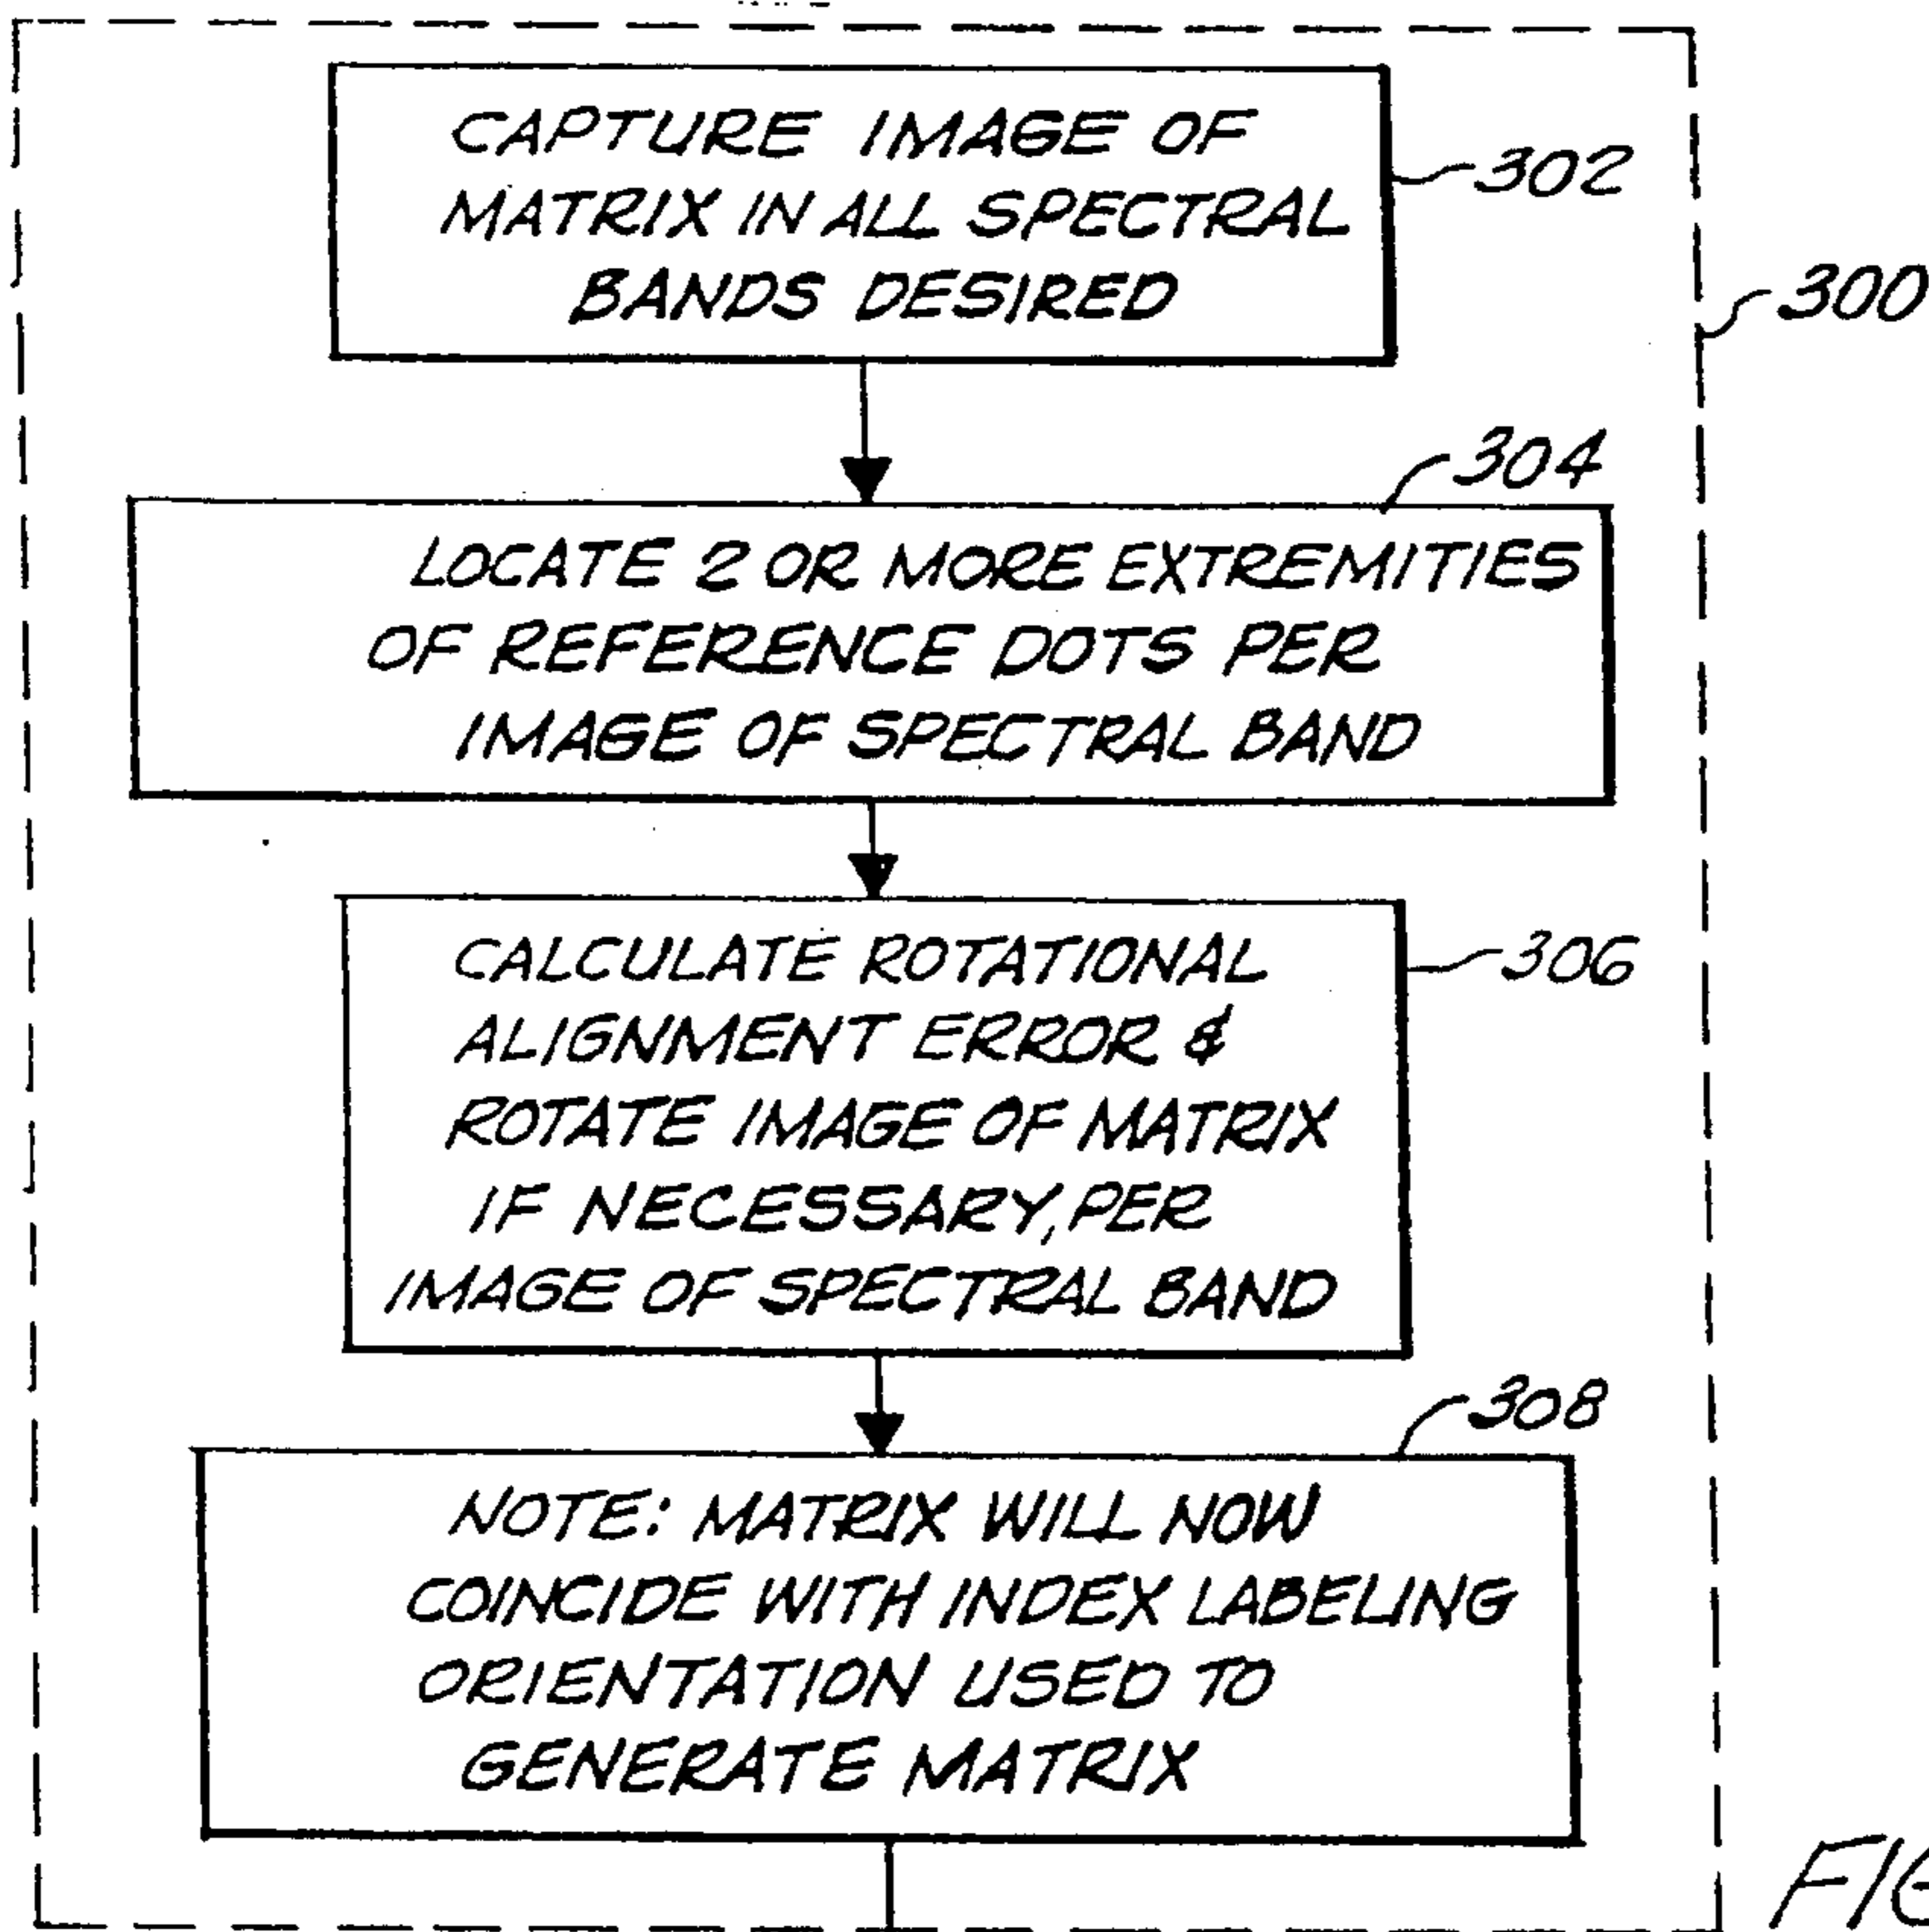 CAPTURE IMAGE OF
MATRIX IN ALL SPECTRAL
BANDS DESIRED
302
300
304
LOCATE 2 OR MORE EXTREMITIES
OF REFERENCE DOTS PER
IMAGE OF SPECTRAL BAND
CALCULATE ROTATIONAL
ALIGNMENT ERROR &
ROTATE IMAGE OF MATRIX
IF NECESSARY, PER
IMAGE OF SPECTRAL BAND
306
308
NOTE: MATRIX WILL NOW
COINCIDE WITH INDEX LABELING
ORIENTATION USED TO
GENERATE MATRIX
FIG